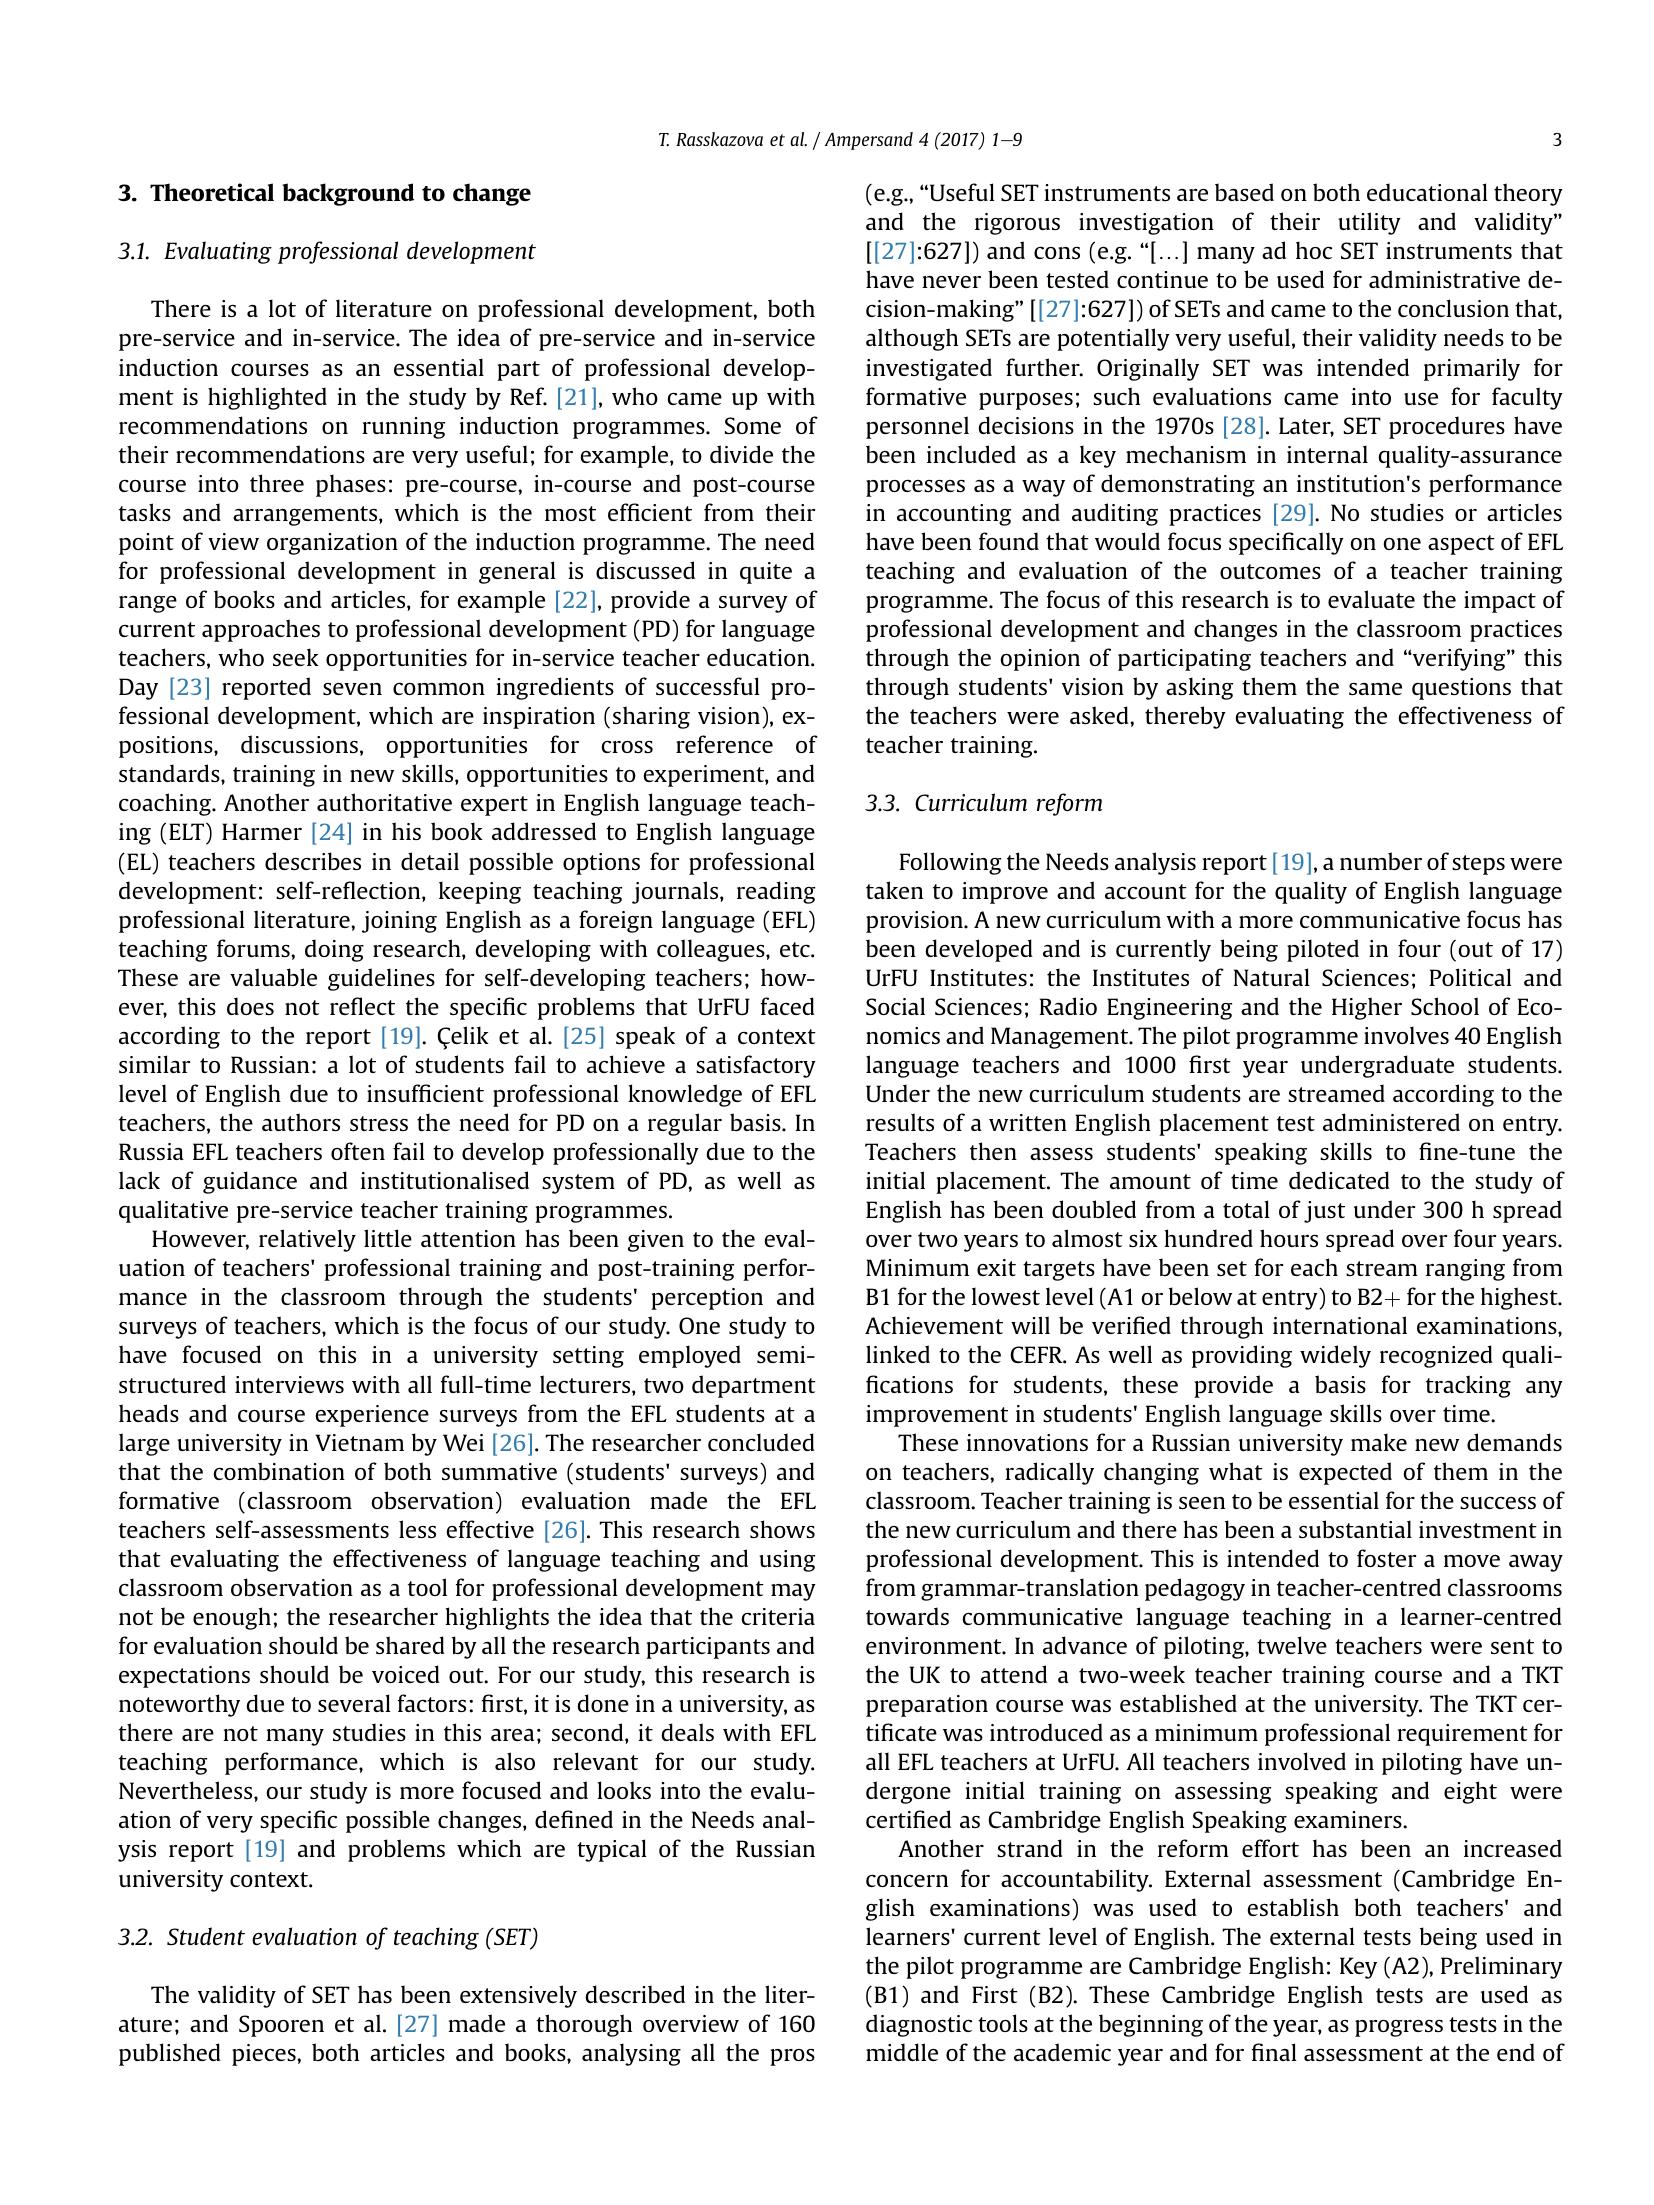 T. Rasskazova et al. / Ampersand 4 (2017) 1–9
3
3. Theoretical background to change
3.1. Evaluating professional development
There is a lot of literature on professional development, both
pre-service and in-service. The idea of pre-service and in-service
induction courses as an essential part of professional develop-
ment is highlighted in the study by Ref. [21], who came up with
recommendations on running induction programmes. Some of
their recommendations are very useful; for example, to divide the
course into three phases: pre-course, in-course and post-course
tasks and arrangements, which is the most efficient from their
point of view organization of the induction programme. The need
for professional development in general is discussed in quite a
range of books and articles, for example [22], provide a survey of
current approaches to professional development (PD) for language
teachers, who seek opportunities for in-service teacher education.
Day [23] reported seven common ingredients of successful pro-
fessional development, which are inspiration (sharing vision), ex-
positions, discussions, opportunities for cross reference of
standards, training in new skills, opportunities to experiment, and
coaching. Another authoritative expert in English language teach-
ing (ELT) Harmer [24] in his book addressed to English language
(EL) teachers describes in detail possible options for professional
development: self-reflection, keeping teaching journals, reading
professional literature, joining English as a foreign language (EFL)
teaching forums, doing research, developing with colleagues, etc.
These are valuable guidelines for self-developing teachers; how-
ever, this does not reflect the specific problems that UrFU faced
according to the report [19]. Çelik et al. [25] speak of a context
similar to Russian: a lot of students fail to achieve a satisfactory
level of English due to insufficient professional knowledge of EFL
teachers, the authors stress the need for PD on a regular basis. In
Russia EFL teachers often fail to develop professionally due to the
lack of guidance and institutionalised system of PD, as well as
qualitative pre-service teacher training programmes.
However, relatively little attention has been given to the eval-
uation of teachers' professional training and post-training perfor-
mance in the classroom through the students' perception and
surveys of teachers, which is the focus of our study. One study to
have focused on this in a university setting employed semi-
structured interviews with all full-time lecturers, two department
heads and course experience surveys from the EFL students at a
large university in Vietnam by Wei [26]. The researcher concluded
that the combination of both summative (students' surveys) and
formative (classroom observation) evaluation made the EFL
teachers self-assessments less effective [26]. This research shows
that evaluating the effectiveness of language teaching and using
classroom observation as a tool for professional development may
not be enough; the researcher highlights the idea that the criteria
for evaluation should be shared by all the research participants and
expectations should be voiced out. For our study, this research is
noteworthy due to several factors: first, it is done in a university, as
there are not many studies in this area; second, it deals with EFL
teaching performance, which is also relevant for our study.
Nevertheless, our study is more focused and looks into the evalu-
ation of very specific possible changes, defined in the Needs anal-
ysis report [19] and problems which are typical of the Russian
university context.
3.2. Student evaluation of teaching (SET)
The validity of SET has been extensively described in the liter-
ature; and Spooren et al. [27] made a thorough overview of 160
published pieces, both articles and books, analysing all the pros
(e.g., “Useful SET instruments are based on both educational theory
and the rigorous investigation of their utility and validity”
[[27]:627]) and cons (e.g. “[…] many ad hoc SET instruments that
have never been tested continue to be used for administrative de-
cision-making” [[27]:627]) of SETs and came to the conclusion that,
although SETs are potentially very useful, their validity needs to be
investigated further. Originally SET was intended primarily for
formative purposes; such evaluations came into use for faculty
personnel decisions in the 1970s [28]. Later, SET procedures have
been included as a key mechanism in internal quality-assurance
processes as a way of demonstrating an institution's performance
in accounting and auditing practices [29]. No studies or articles
have been found that would focus specifically on one aspect of EFL
teaching and evaluation of the outcomes of a teacher training
programme. The focus of this research is to evaluate the impact of
professional development and changes in the classroom practices
through the opinion of participating teachers and “verifying” this
through students' vision by asking them the same questions that
the teachers were asked, thereby evaluating the effectiveness of
teacher training.
3.3. Curriculum reform
Following the Needs analysis report [19], a number of steps were
taken to improve and account for the quality of English language
provision. A new curriculum with a more communicative focus has
been developed and is currently being piloted in four (out of 17)
UrFU Institutes: the Institutes of Natural Sciences; Political and
Social Sciences; Radio Engineering and the Higher School of Eco-
nomics and Management. The pilot programme involves 40 English
language teachers and 1000 first year undergraduate students.
Under the new curriculum students are streamed according to the
results of a written English placement test administered on entry.
Teachers then assess students' speaking skills to fine-tune the
initial placement. The amount of time dedicated to the study of
English has been doubled from a total of just under 300 h spread
over two years to almost six hundred hours spread over four years.
Minimum exit targets have been set for each stream ranging from
B1 for the lowest level (A1 or below at entry) to B2+ for the highest.
Achievement will be verified through international examinations,
linked to the CEFR. As well as providing widely recognized quali-
fications for students, these provide a basis for tracking any
improvement in students' English language skills over time.
These innovations for a Russian university make new demands
on teachers, radically changing what is expected of them in the
classroom. Teacher training is seen to be essential for the success of
the new curriculum and there has been a substantial investment in
professional development. This is intended to foster a move away
from grammar-translation pedagogy in teacher-centred classrooms
towards communicative language teaching in a learner-centred
environment. In advance of piloting, twelve teachers were sent to
the UK to attend a two-week teacher training course and a TKT
preparation course was established at the university. The TKT cer-
tificate was introduced as a minimum professional requirement for
all EFL teachers at UrFU. All teachers involved in piloting have un-
dergone initial training on assessing speaking and eight were
certified as Cambridge English Speaking examiners.
Another strand in the reform effort has been an increased
concern for accountability. External assessment (Cambridge En-
glish examinations) was used to establish both teachers' and
learners' current level of English. The external tests being used in
the pilot programme are Cambridge English: Key (A2), Preliminary
(B1) and First (B2). These Cambridge English tests are used as
diagnostic tools at the beginning of the year, as progress tests in the
middle of the academic year and for final assessment at the end of